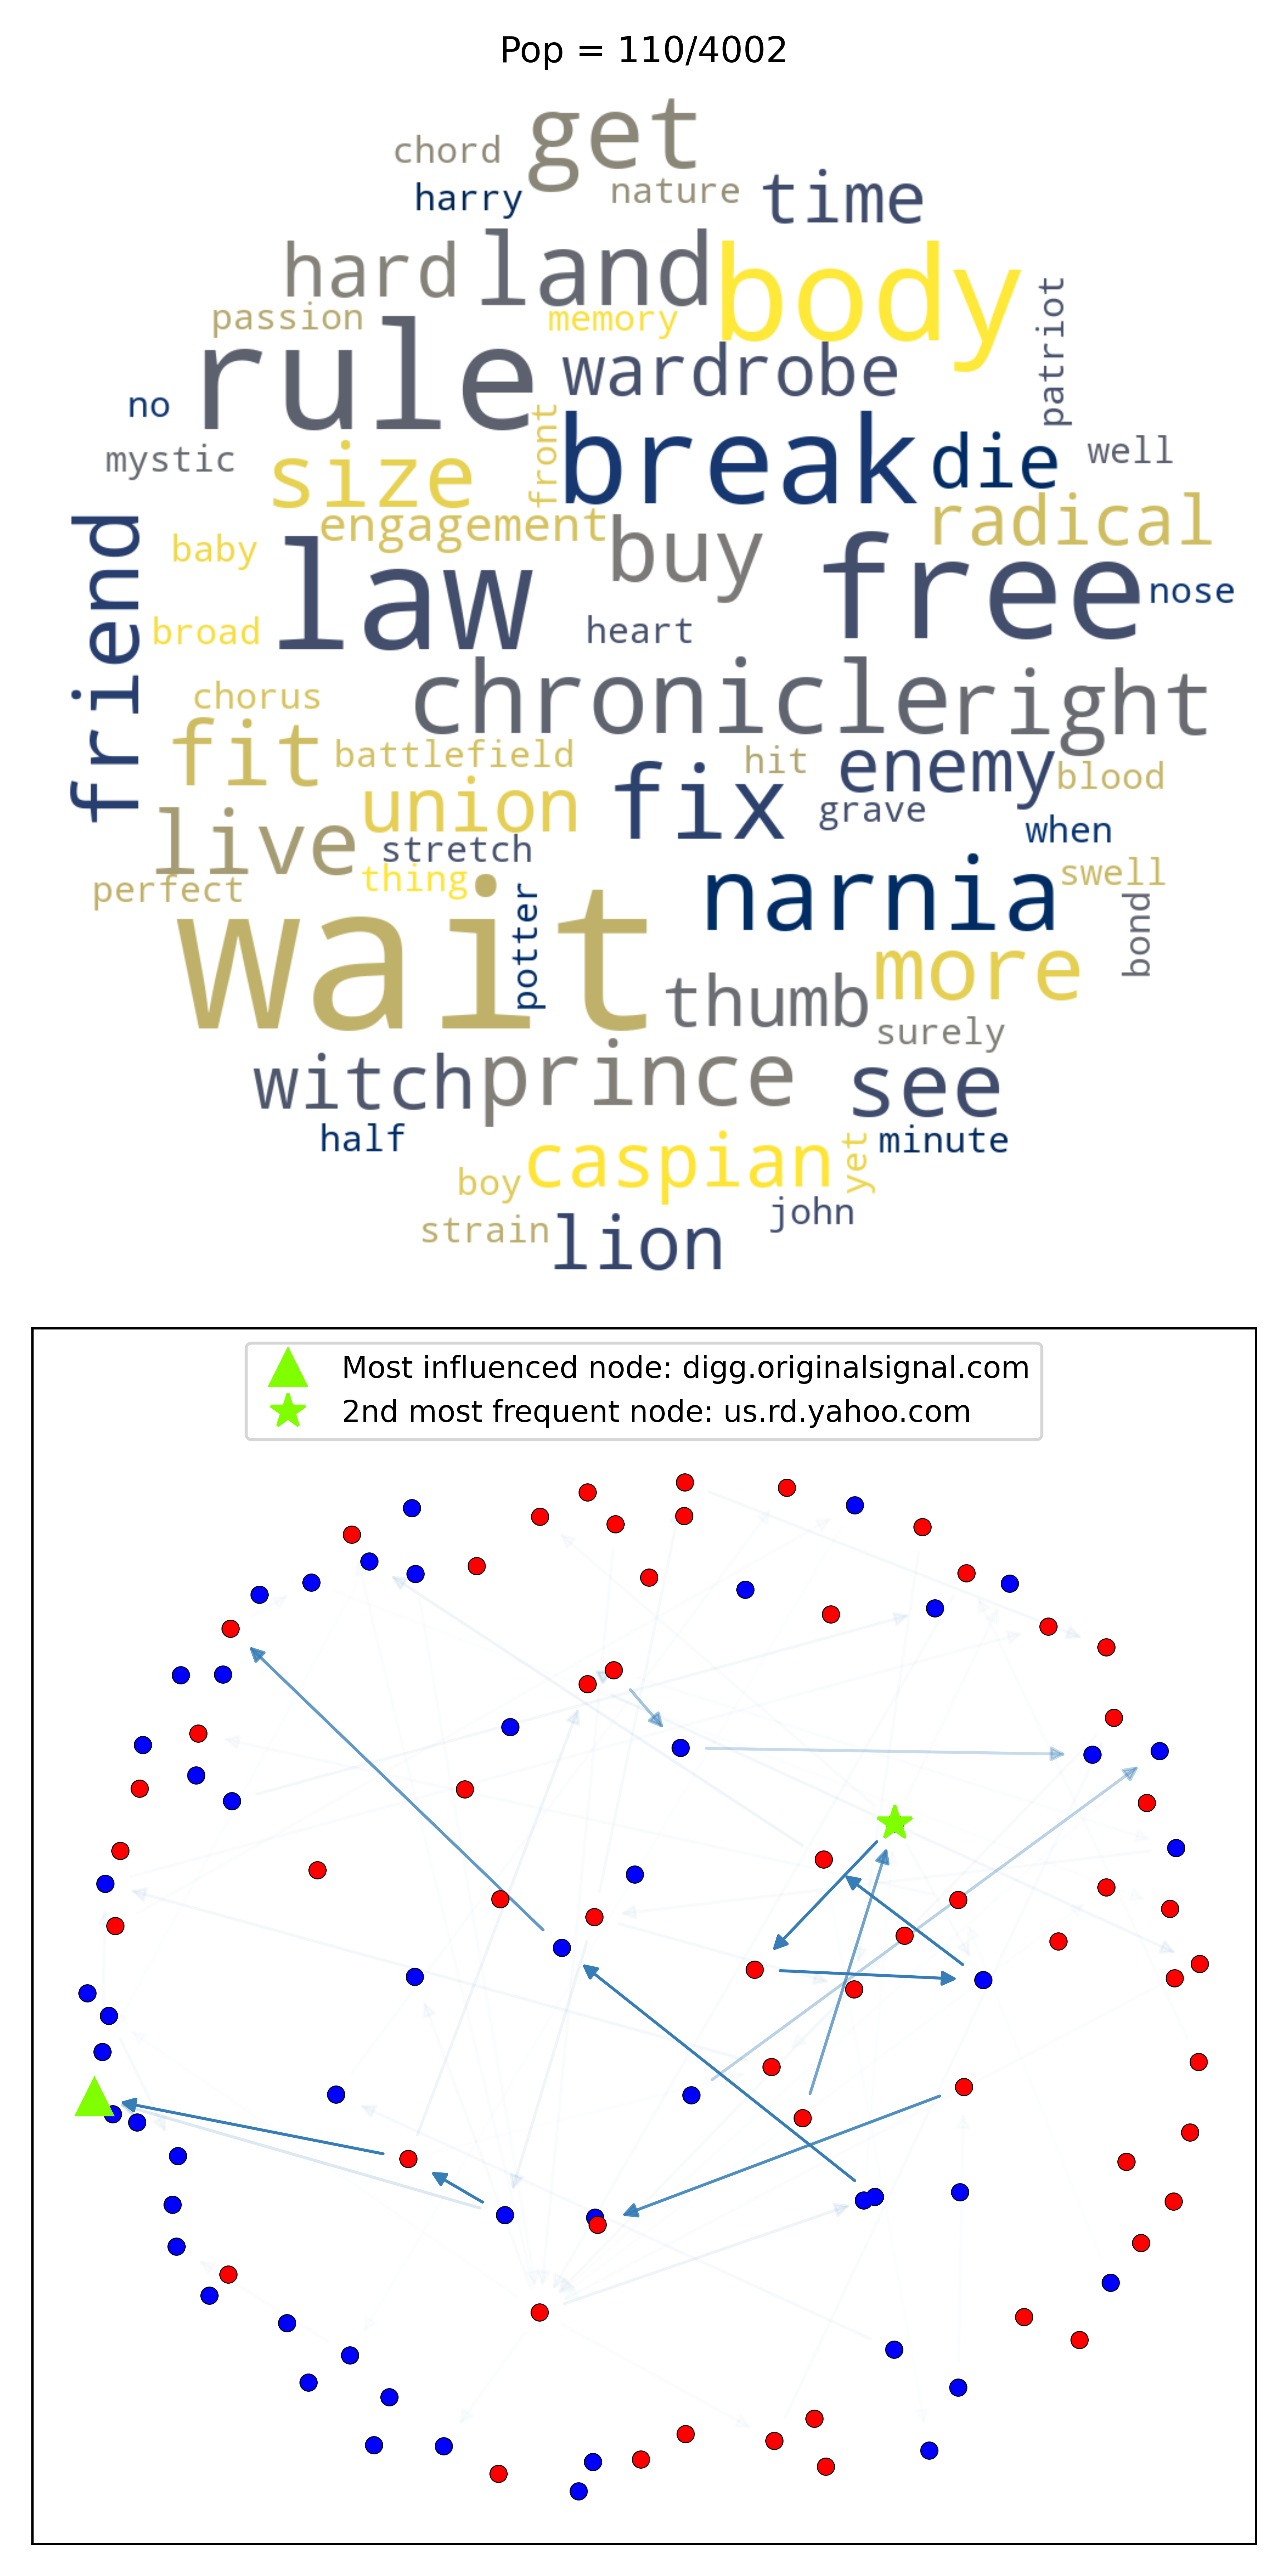 Pop = 110/4002
get
chord
harry
nature
time
hard
land
body
passion
memory
patriot
rule
wardrobe
no
front
break
die
well
mystic
size
engagement
radical
friend
baby
law
buy
free
nose
broad
heart
chorus
chronicle
right
fit
battlefield
hit
enemy
blood
union
fix
grave
when
live
stretch
perfect
thing
narnia
swell
wait
potter
bond
more
thumb
surely
witch
prince
see
half
caspian
yet
minute
boy
john
strain
lion
Most influenced node: digg.originalsignal.com
2nd most frequent node: us.rd.yahoo.com